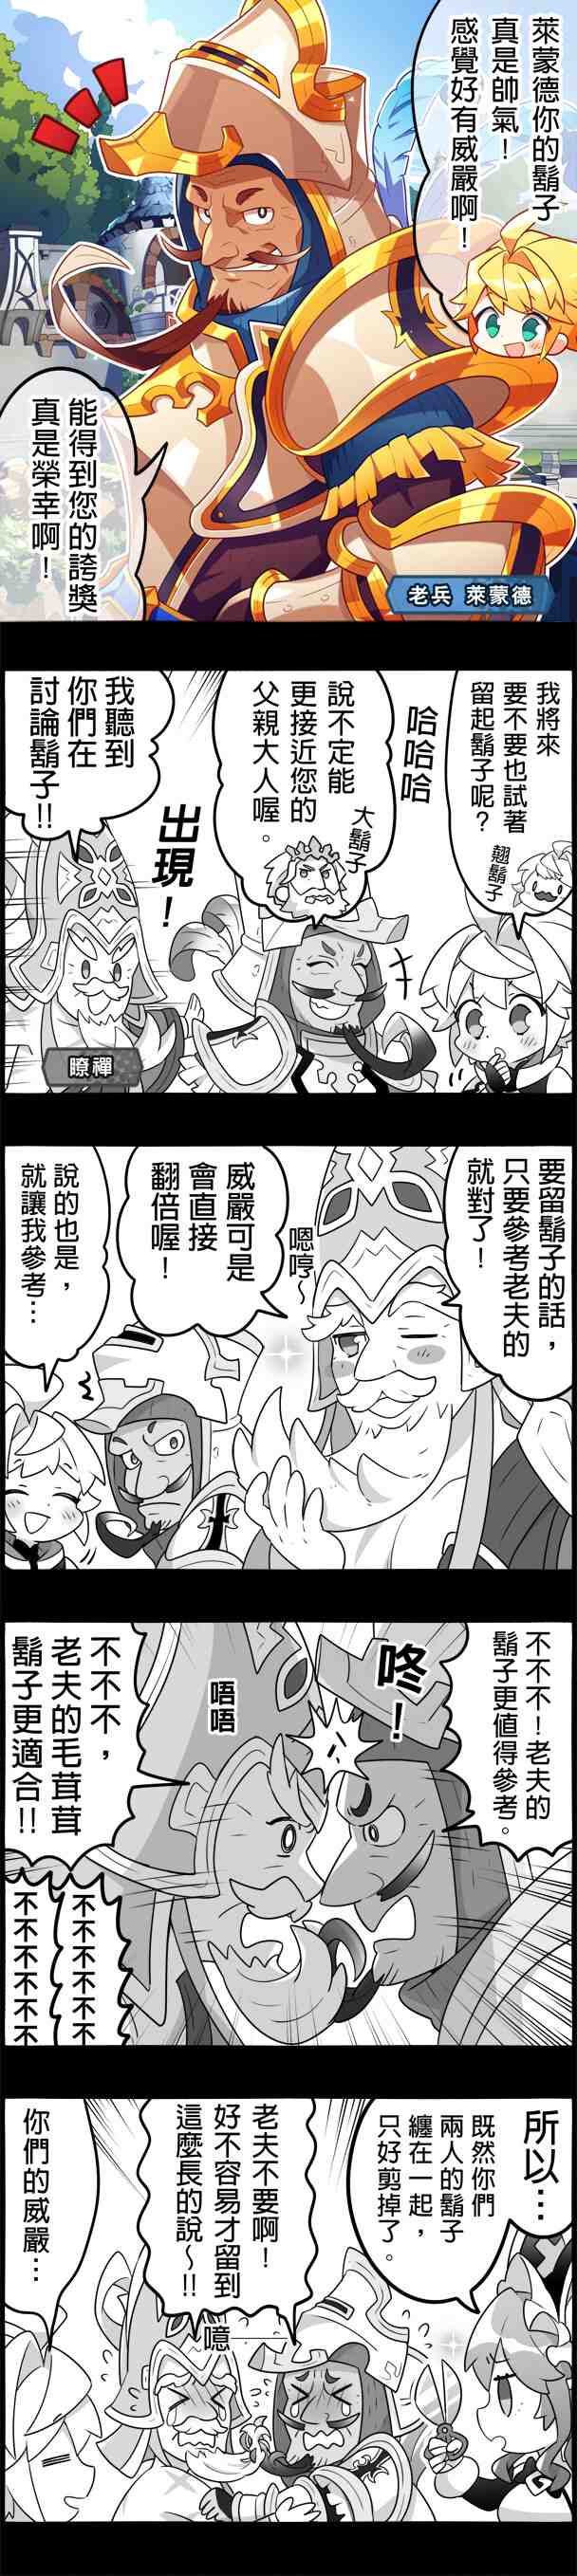 萊蒙德你的鬍子
真是帥氣！
感覺好有威嚴啊！
能得到您的誇獎
真是榮幸啊！
老兵 萊蒙德
我將來
要不要也試著
留起鬍子呢？
翹鬍子
哈哈哈
說不定能
更接近您的
父親大人喔。
大鬍子
出現！
我聽到
你們在
討論鬍子!!
瞭禪
要留鬍子的話，
只要參考老夫的
就對了！
嗯哼～
威嚴可是
會直接
翻倍喔！
說的也是，
就讓我參考…
不不不！老夫的
鬍子更值得參考。
咚！
唔唔
不不不，
老夫的毛茸茸
鬍子更適合!!
不不不不不不
不不不不不不
所以…
既然你們
兩人的鬍子
纏在一起，
只好剪掉了。
老夫不要啊！
好不容易才留到
這麼長的說～!!
噫
你們的威嚴…